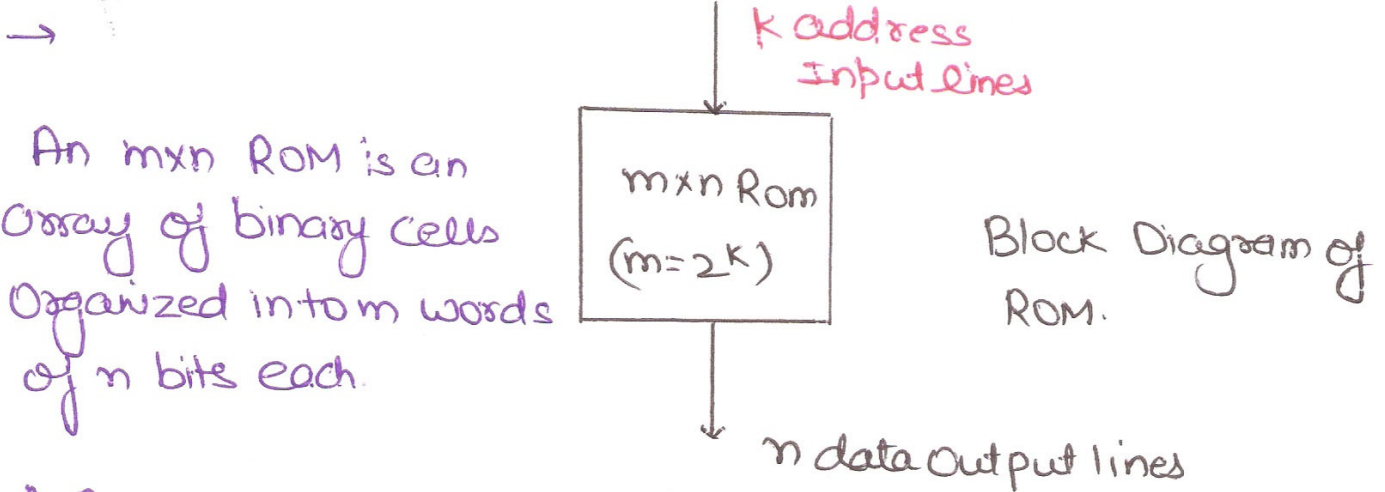 →
K address
Input lines
An mxn ROM is an
array of binary cells
Organized into m words
of n bits each.
m×n Rom
(m=2^K)
Block Diagram of
ROM.
n data output lines